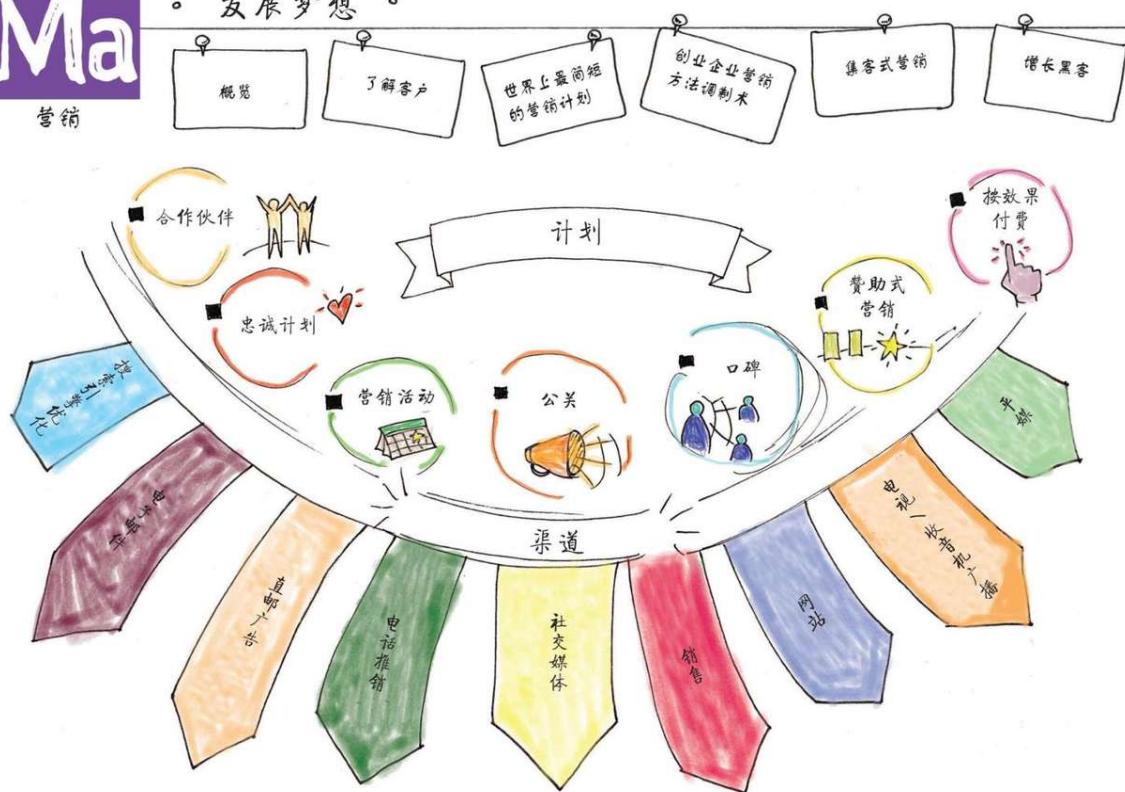 发展梦想
Ma
营销
概览
了解客户
世界上最简短
的营销计划
创业企业营销
方法调制术
集客式营销
增长黑客
合作伙伴
计划
按效果
付费
忠诚计划
赞助式
营销
营销活动
公关
口碑
渠道
搜索引擎优化
电子邮件
直邮广告
电话推销
社交媒体
销售
网站
电视/收音机广播
平媒